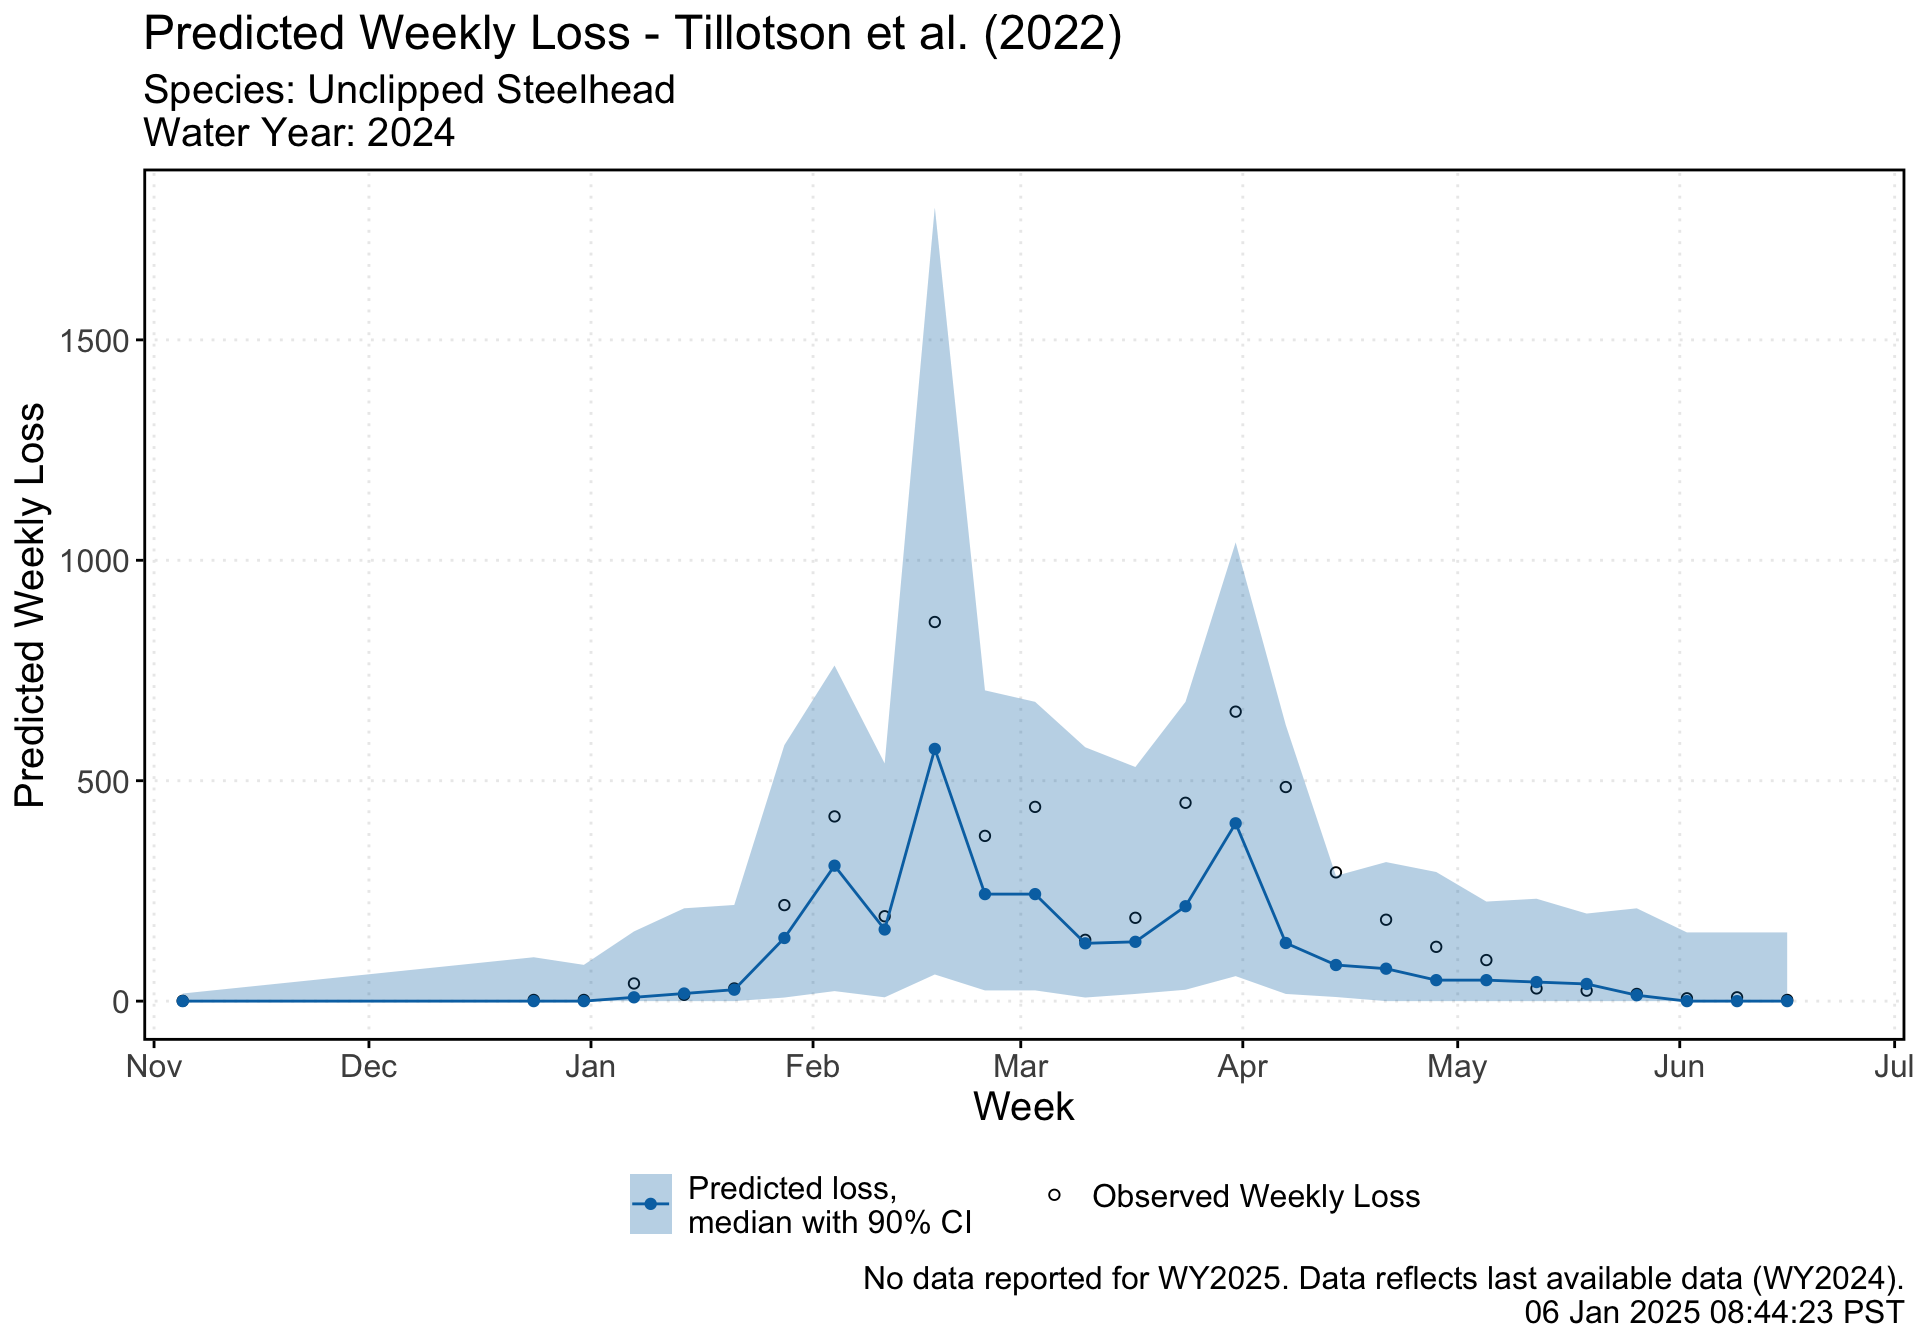 Predicted Weekly Loss - Tillotson et al. (2022)
Species: Unclipped Steelhead
Water Year: 2024
Predicted Weekly Loss
1500
1000
500
0
Nov Dec Jan Feb Mar Apr May Jun Jul
Week
Predicted loss,
median with 90% CI
Observed Weekly Loss
No data reported for WY2025. Data reflects last available data (WY2024).
06 Jan 2025 08:44:23 PST